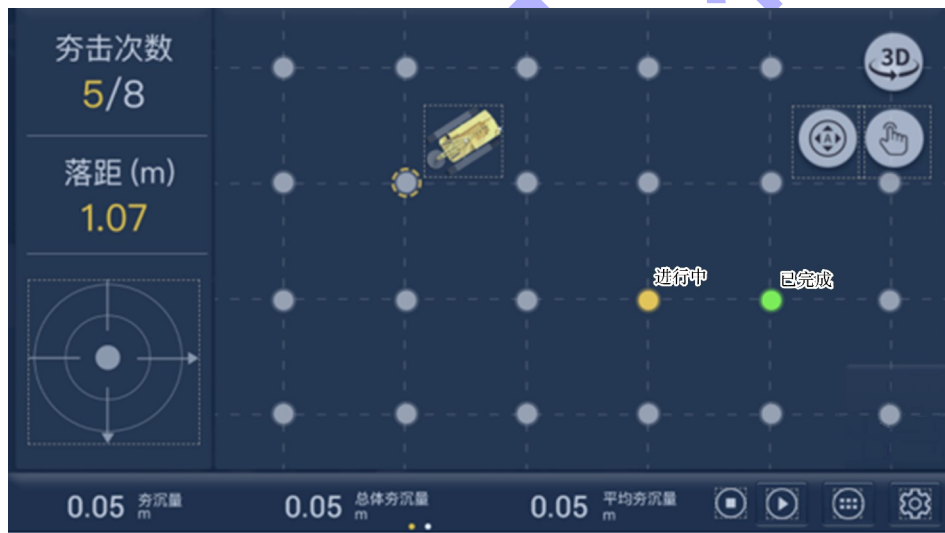 夯击次数
5/8
落距 (m)
1.07
3D
A
进行中
已完成
0.05 夯沉量 m
0.05 总体夯沉量 m
0.05 平均夯沉量 m